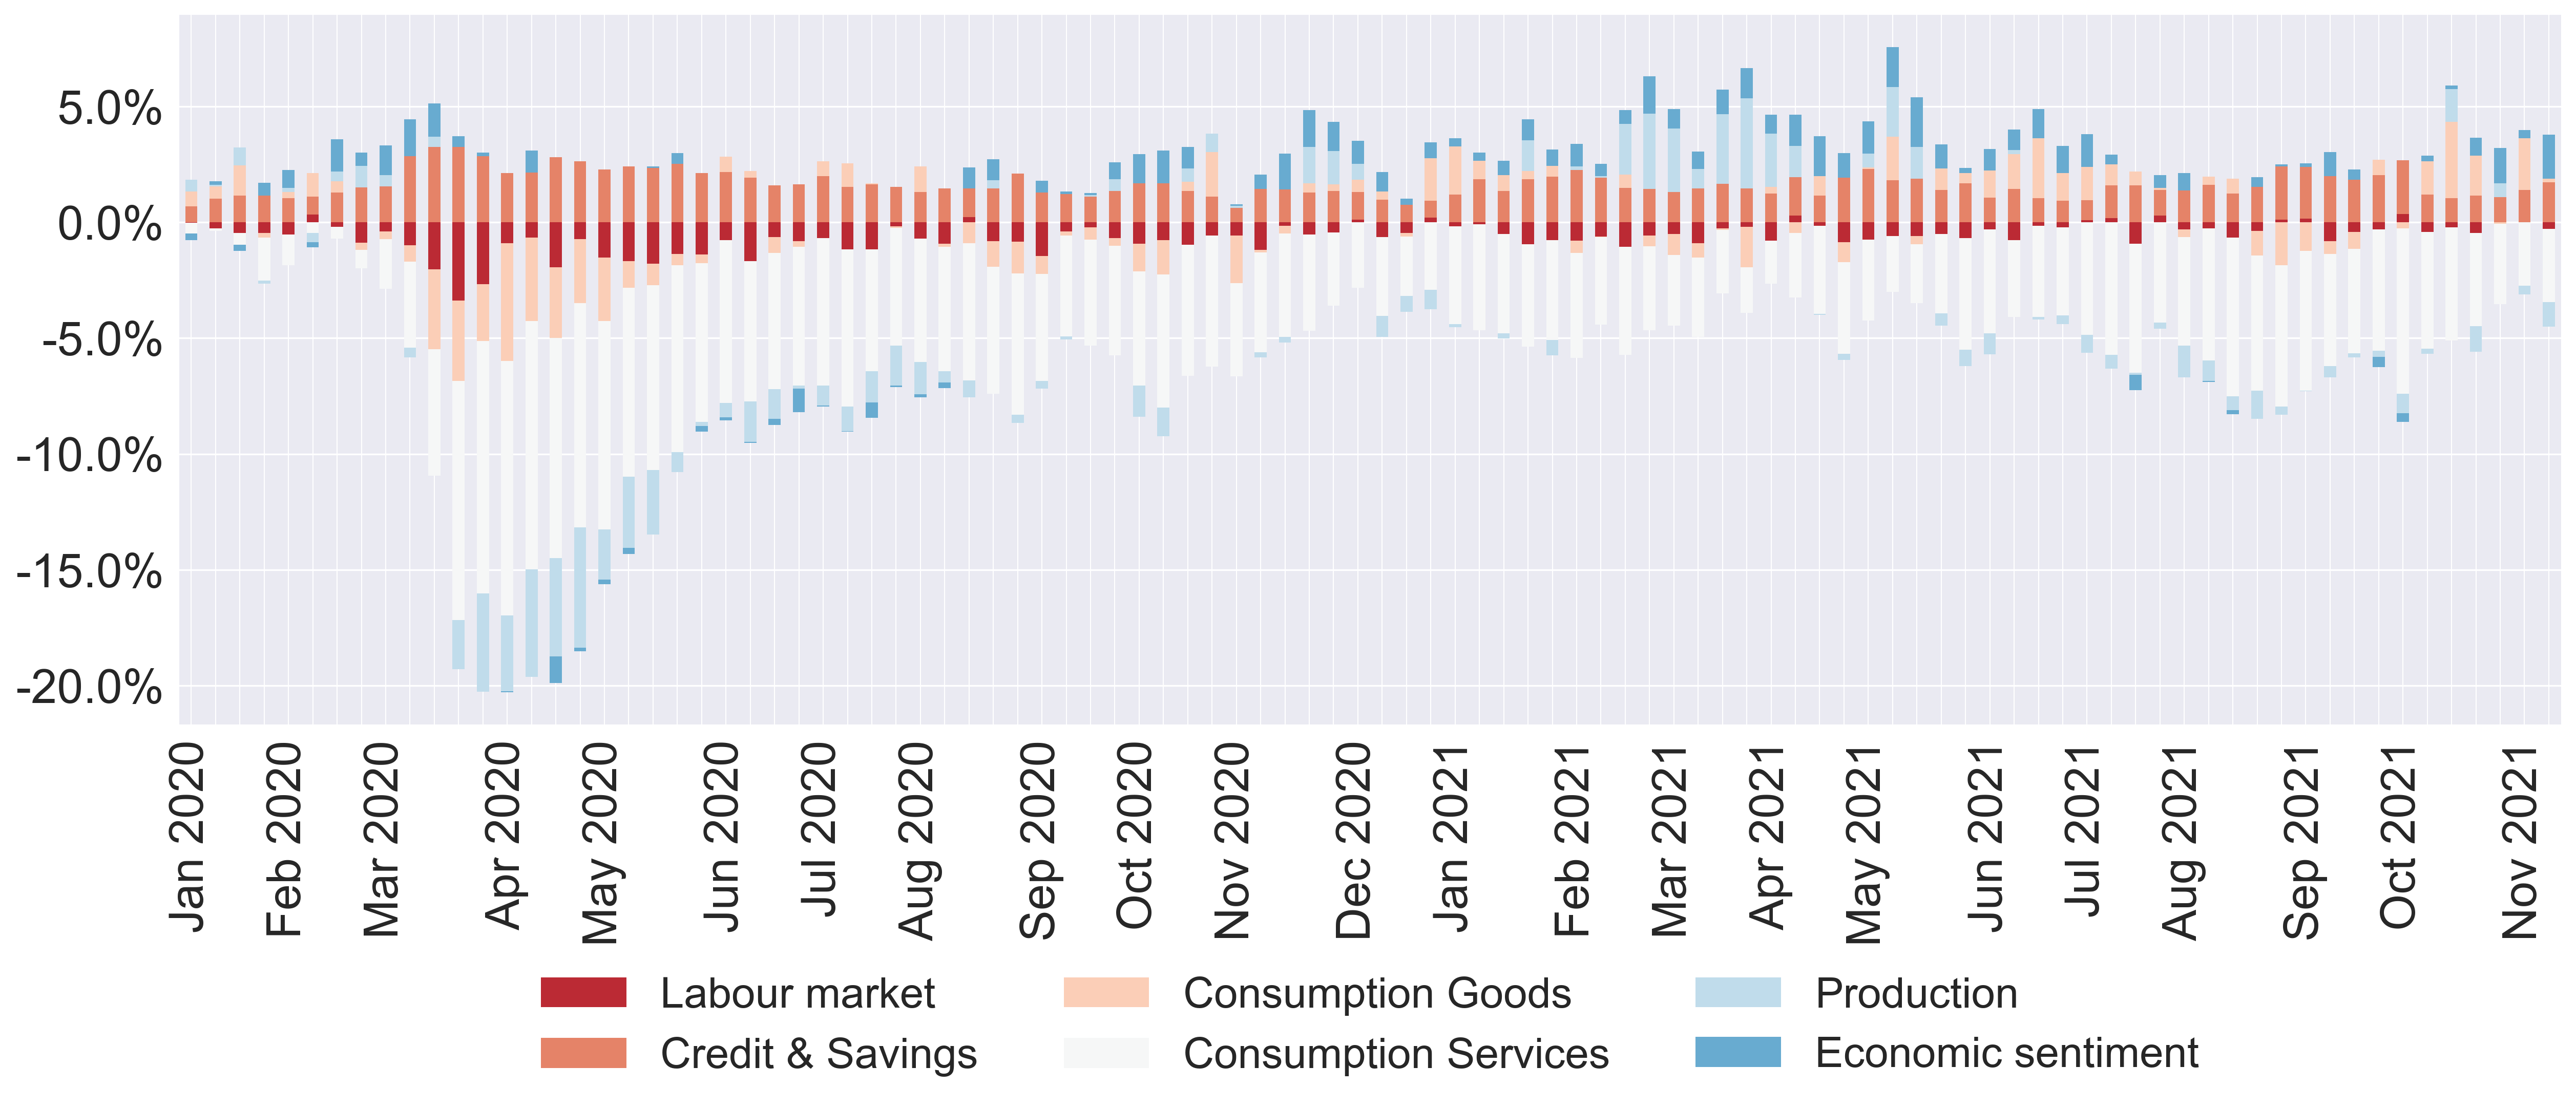 5.0%
0.0%
-5.0%
-10.0%
-15.0%
-20.0%
Jan 2020
Feb 2020
Mar 2020
Apr 2020
May 2020
Jun 2020
Jul 2020
Aug 2020
Sep 2020
Oct 2020
Nov 2020
Dec 2020
Jan 2021
Feb 2021
Mar 2021
Apr 2021
May 2021
Jun 2021
Jul 2021
Aug 2021
Sep 2021
Oct 2021
Nov 2021
Labour market
Consumption Goods
Production
Credit & Savings
Consumption Services
Economic sentiment